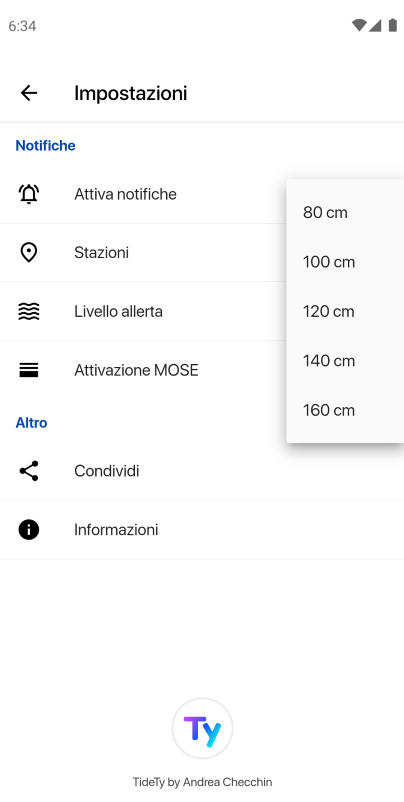 6:34
Impostazioni
Notifiche
Attiva notifiche
Stazioni
Livello allerta
Attivazione MOSE
80 cm
100 cm
120 cm
140 cm
160 cm
Altro
Condividi
Informazioni
Ty
TideTy by Andrea Checchin